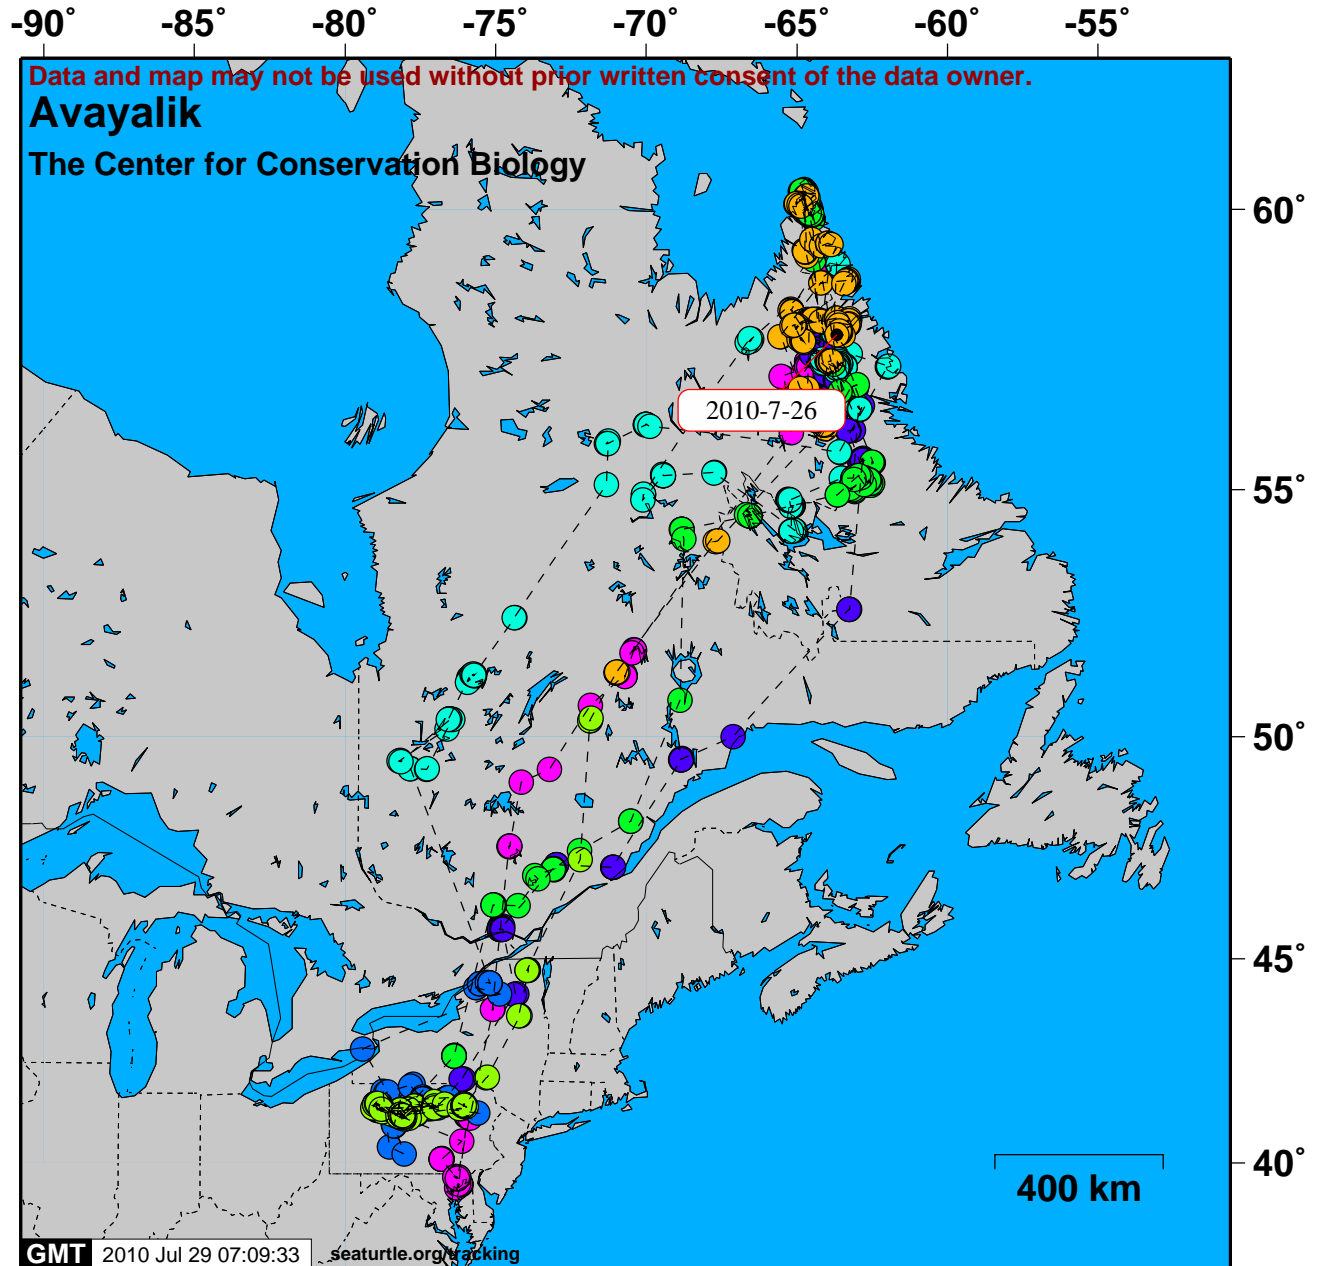 -90° -85° -80° -75° -70° -65° -60° -55°
Data and map may not be used without prior written consent of the data owner.
Avayalik
The Center for Conservation Biology
60°
2010-7-26
55°
50°
45°
40°
400 km
GMT 2010 Jul 29 07:09:33 seaturtle.org/tracking